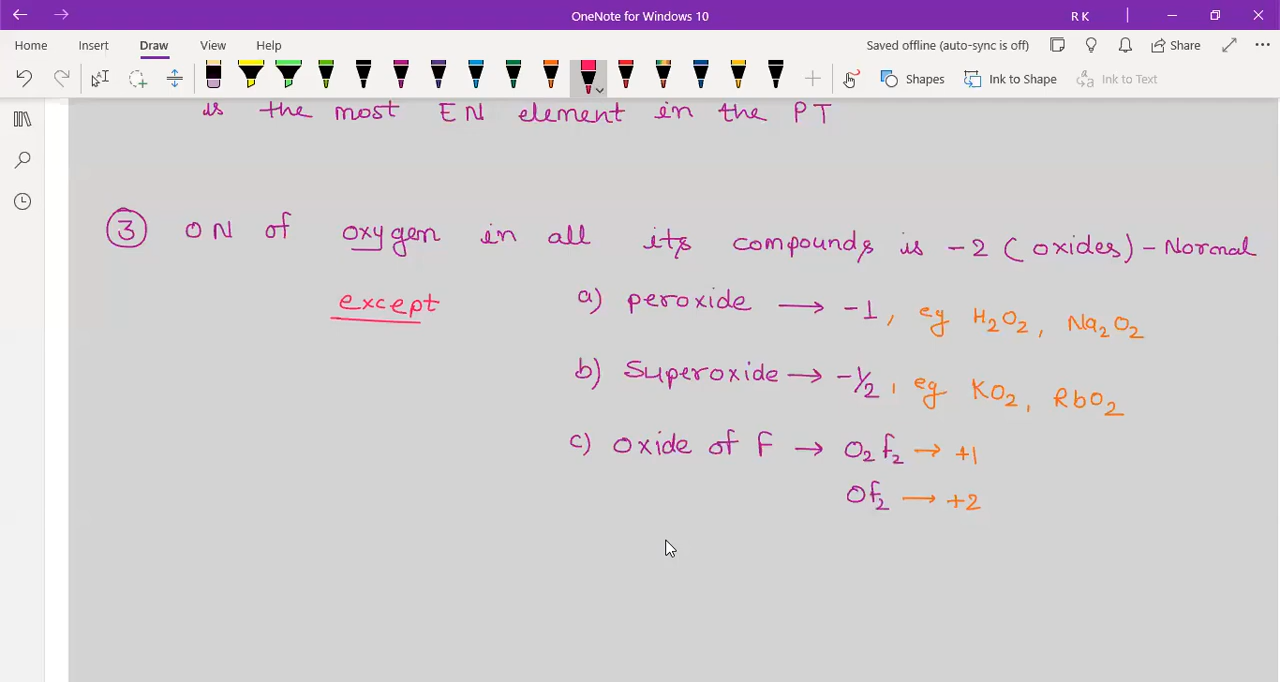 OneNote for Windows 10
R K
Home Insert Draw View Help
Saved offline (auto-sync is off) Share
Shapes Ink to Shape Ink to Text
is the most EN element in the PT
③ ON of oxygen in all its compounds is -2 (oxides) - Normal
except a) peroxide → -1, eg H₂O₂, Na₂O₂
b) Superoxide → -1/2, eg KO₂, RbO₂
c) Oxide of F → O₂f₂ → +1
Of₂ → +2